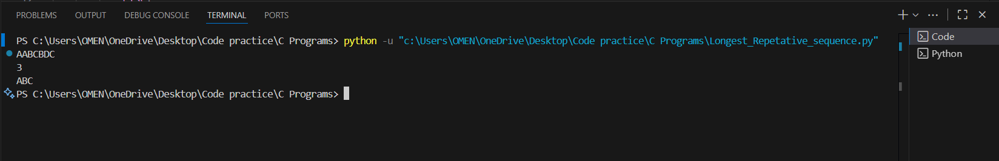 PROBLEMS OUTPUT DEBUG CONSOLE TERMINAL PORTS
PS C:\Users\OMEN\OneDrive\Desktop\Code practice\C Programs> python -u "c:\Users\OMEN\OneDrive\Desktop\Code practice\C Programs\Longest_Repetative_sequence.py"
AABCBDC
3
ABC
PS C:\Users\OMEN\OneDrive\Desktop\Code practice\C Programs>
Code
Python